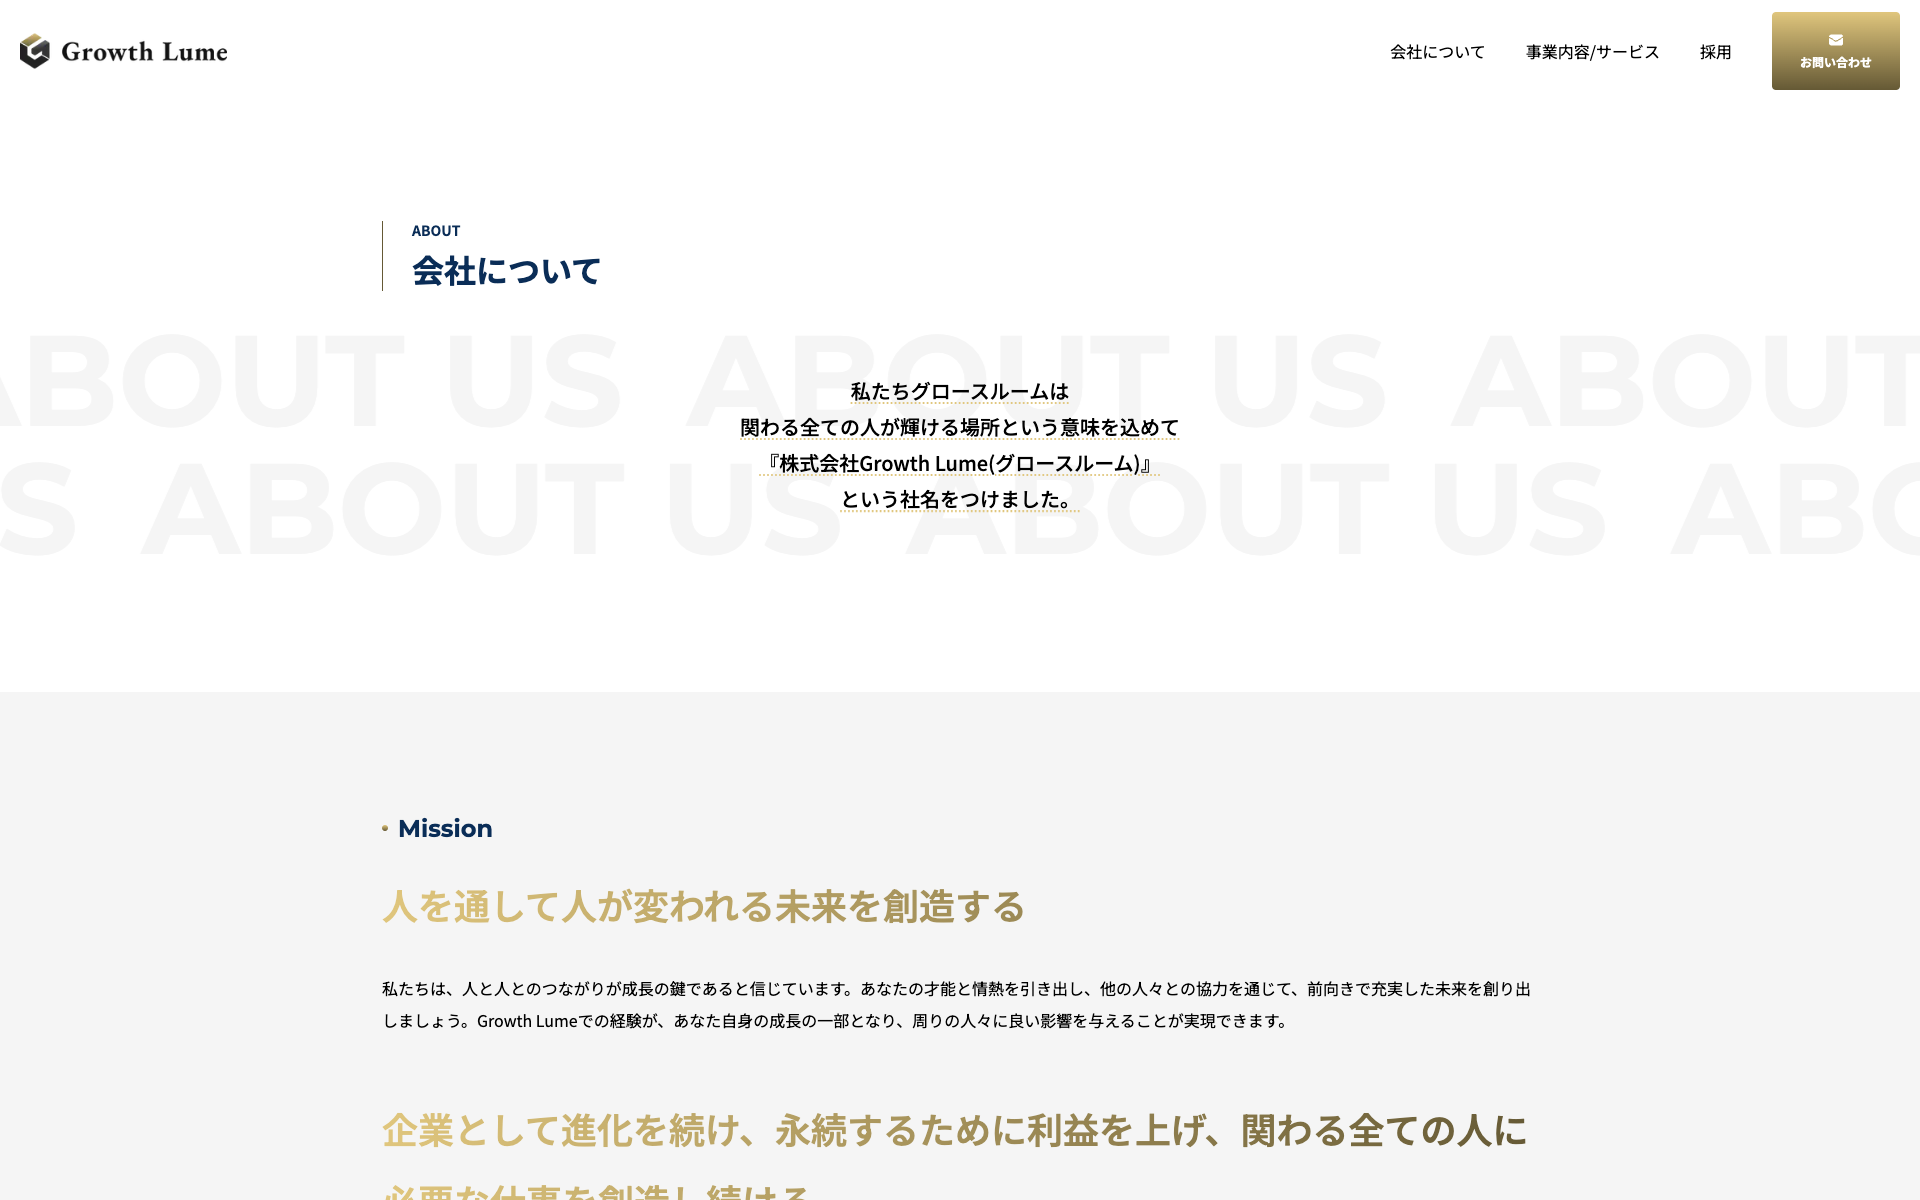 Growth Lume
会社について
事業内容/サービス
採用
お問い合わせ
ABOUT
会社について
ABOUT US ABOUT US ABOUT
私たちグロースルームは
関わる全ての人が輝ける場所という意味を込めて
『株式会社Growth Lume(グロースルーム)』
という社名をつけました。
US ABOUT US ABOUT US ABO
Mission
人を通して人が変われる未来を創造する
私たちは、人と人とのつながりが成長の鍵であると信じています。あなたの才能と情熱を引き出し、他の人々との協力を通じて、前向きで充実した未来を創り出
しましょう。Growth Lumeでの経験が、あなた自身の成長の一部となり、周りの人々に良い影響を与えることが実現できます。
企業として進化を続け、永続するために利益を上げ、関わる全ての人に
必要な仕事を創造し続ける